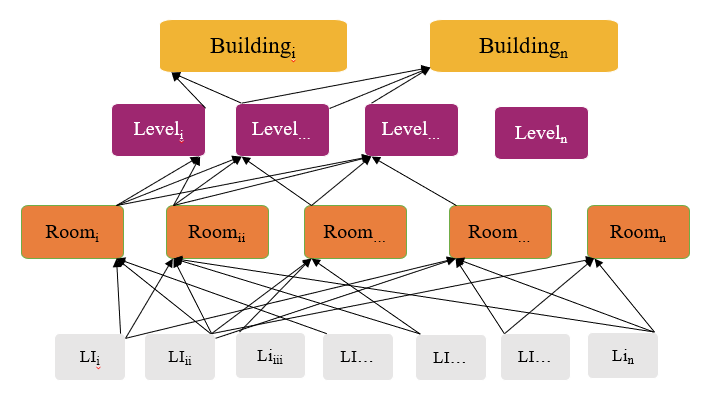 Buildingᵢ
Buildingₙ
Levelᵢ
Level...
Level...
Levelₙ
Roomᵢ
Roomᵢᵢ
Room...
Room...
Roomₙ
LIᵢ
LIᵢᵢ
Liᵢᵢᵢ
LI...
LI...
LI...
Liₙ